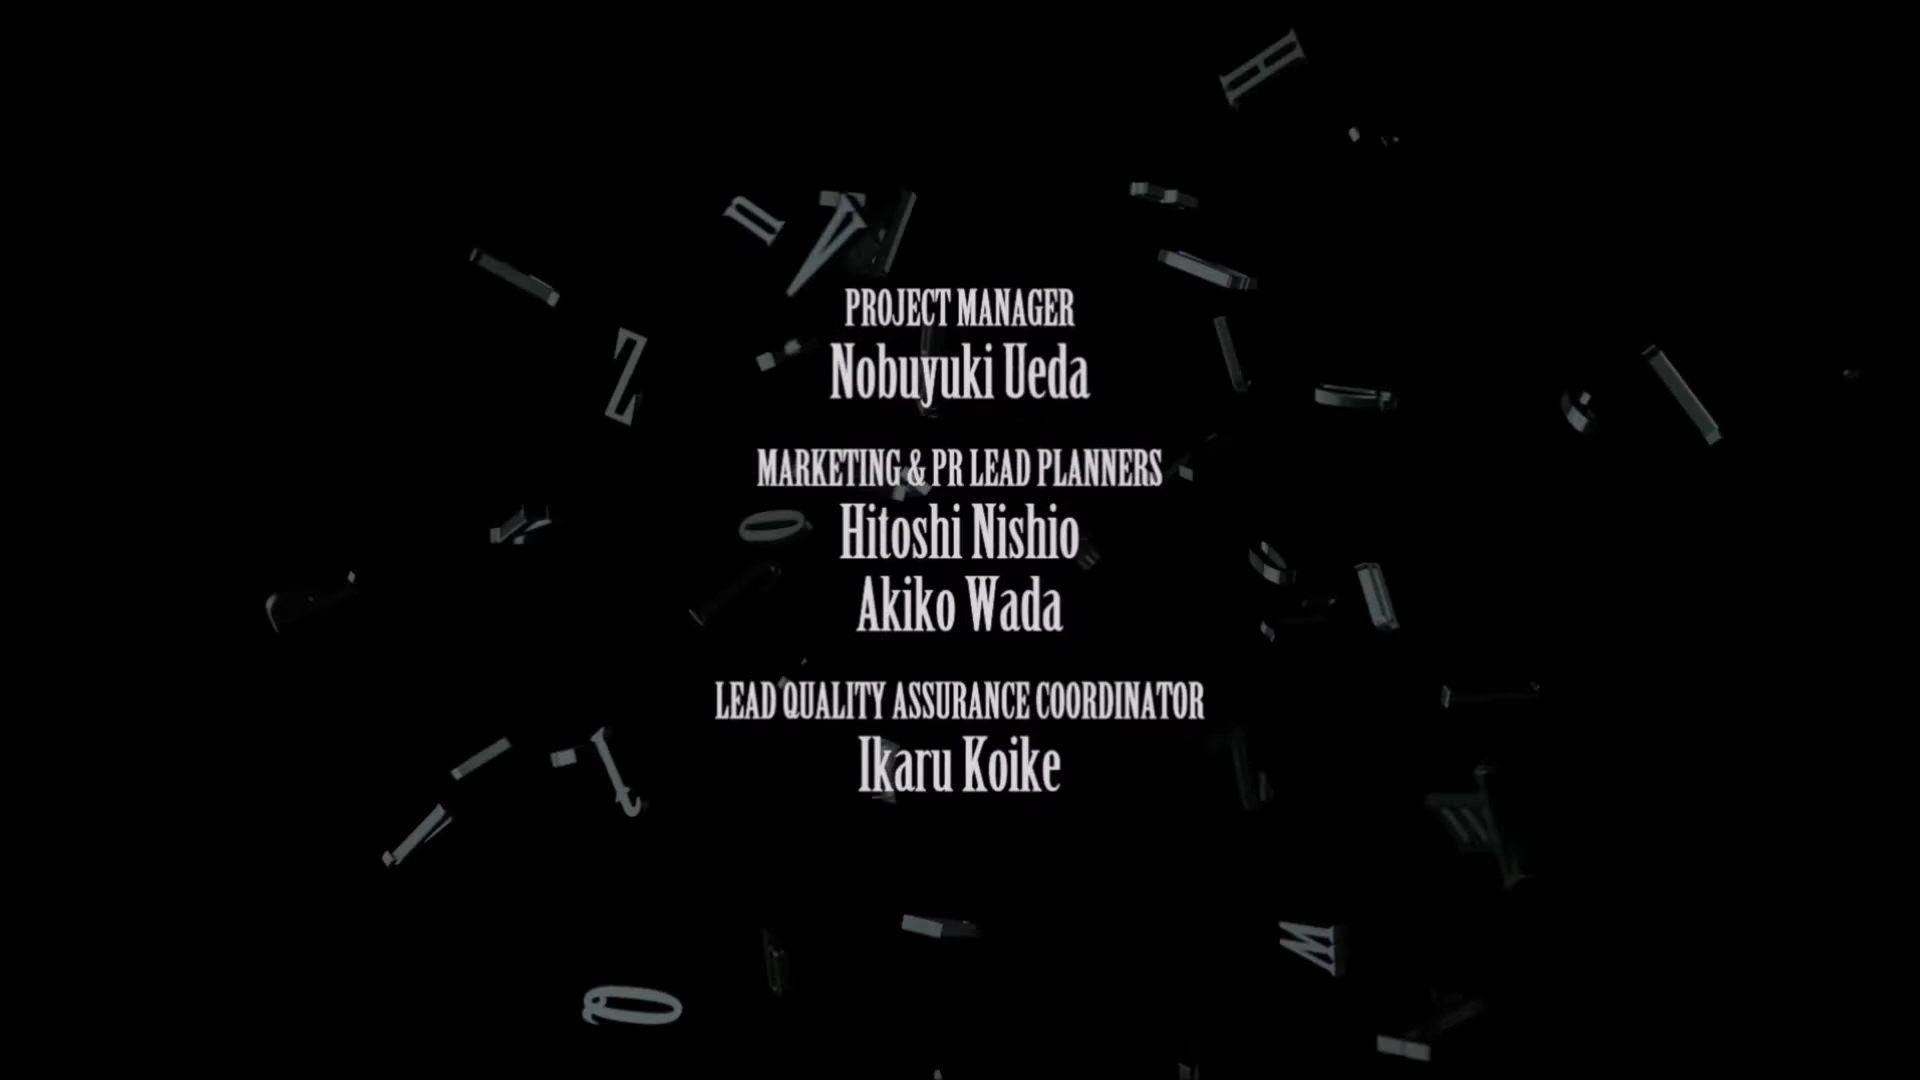 PROJECT MANAGER
Nobuyuki Ueda
MARKETING & PR LEAD PLANNERS
Hitoshi Nishio
Akiko Wada
LEAD QUALITY ASSURANCE COORDINATOR
Ikaru Koike